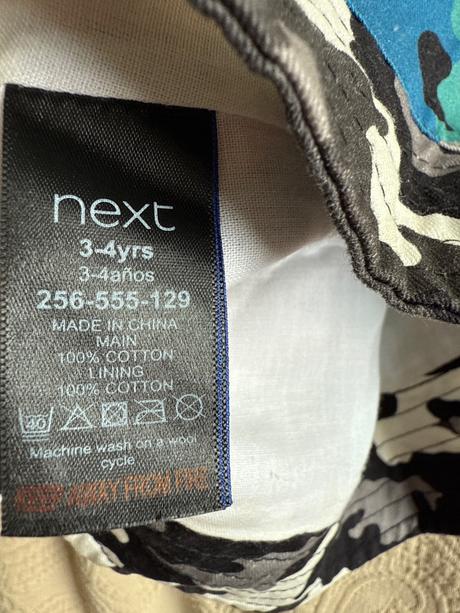 next
3-4yrs
3-4años
256-555-129
MADE IN CHINA
MAIN
100% COTTON
LINING
100% COTTON
40
Machine wash on a wool
cycle
KEEP AWAY FROM FIRE